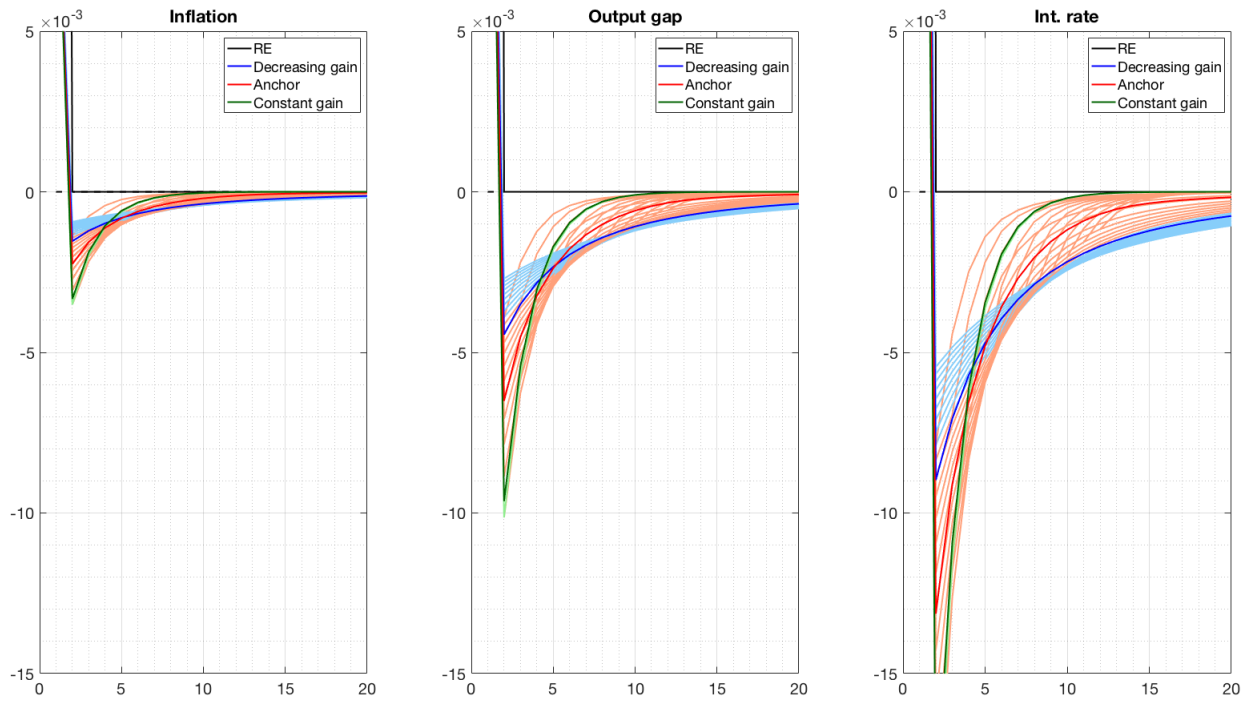 Inflation
×10⁻³
RE
Decreasing gain
Anchor
Constant gain
5
0
-5
-10
-15
0 5 10 15 20
Output gap
×10⁻³
RE
Decreasing gain
Anchor
Constant gain
5
0
-5
-10
-15
0 5 10 15 20
Int. rate
×10⁻³
RE
Decreasing gain
Anchor
Constant gain
5
0
-5
-10
-15
0 5 10 15 20